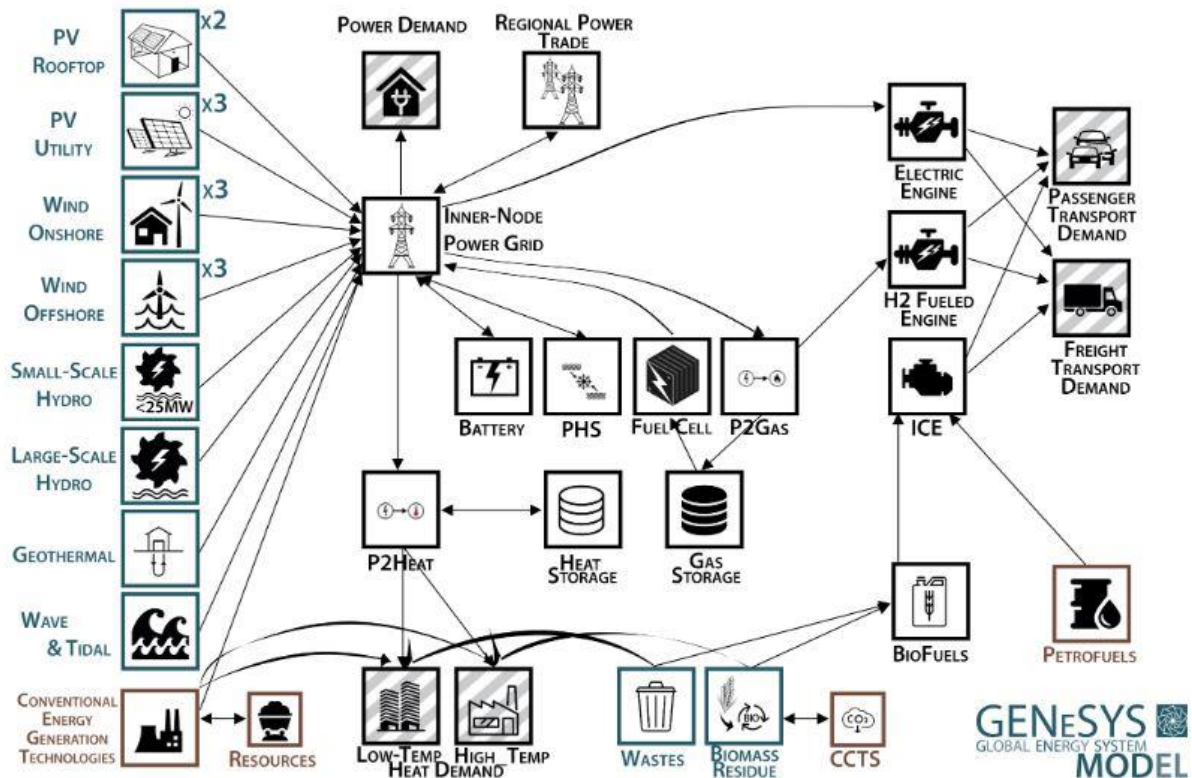 PV
ROOFTOP
x2
PV
UTILITY
x3
WIND
ONSHORE
x3
WIND
OFFSHORE
x3
SMALL-SCALE
HYDRO
<25MW
LARGE-SCALE
HYDRO
GEOTHERMAL
WAVE
& TIDAL
CONVENTIONAL
ENERGY
GENERATION
TECHNOLOGIES
RESOURCES
POWER DEMAND
REGIONAL POWER
TRADE
INNER-NODE
POWER GRID
BATTERY
PHS
FUEL CELL
P2GAS
P2HEAT
HEAT
STORAGE
GAS
STORAGE
LOW-TEMP
HIGH_TEMP
HEAT DEMAND
ELECTRIC
ENGINE
H2 FUELED
ENGINE
ICE
PASSENGER
TRANSPORT
DEMAND
FREIGHT
TRANSPORT
DEMAND
BIOFUELS
PETROFUELS
WASTES
BIO
BIOMASS
RESIDUE
CO2
CCTS
GENeSYS
GLOBAL ENERGY SYSTEM
MODEL